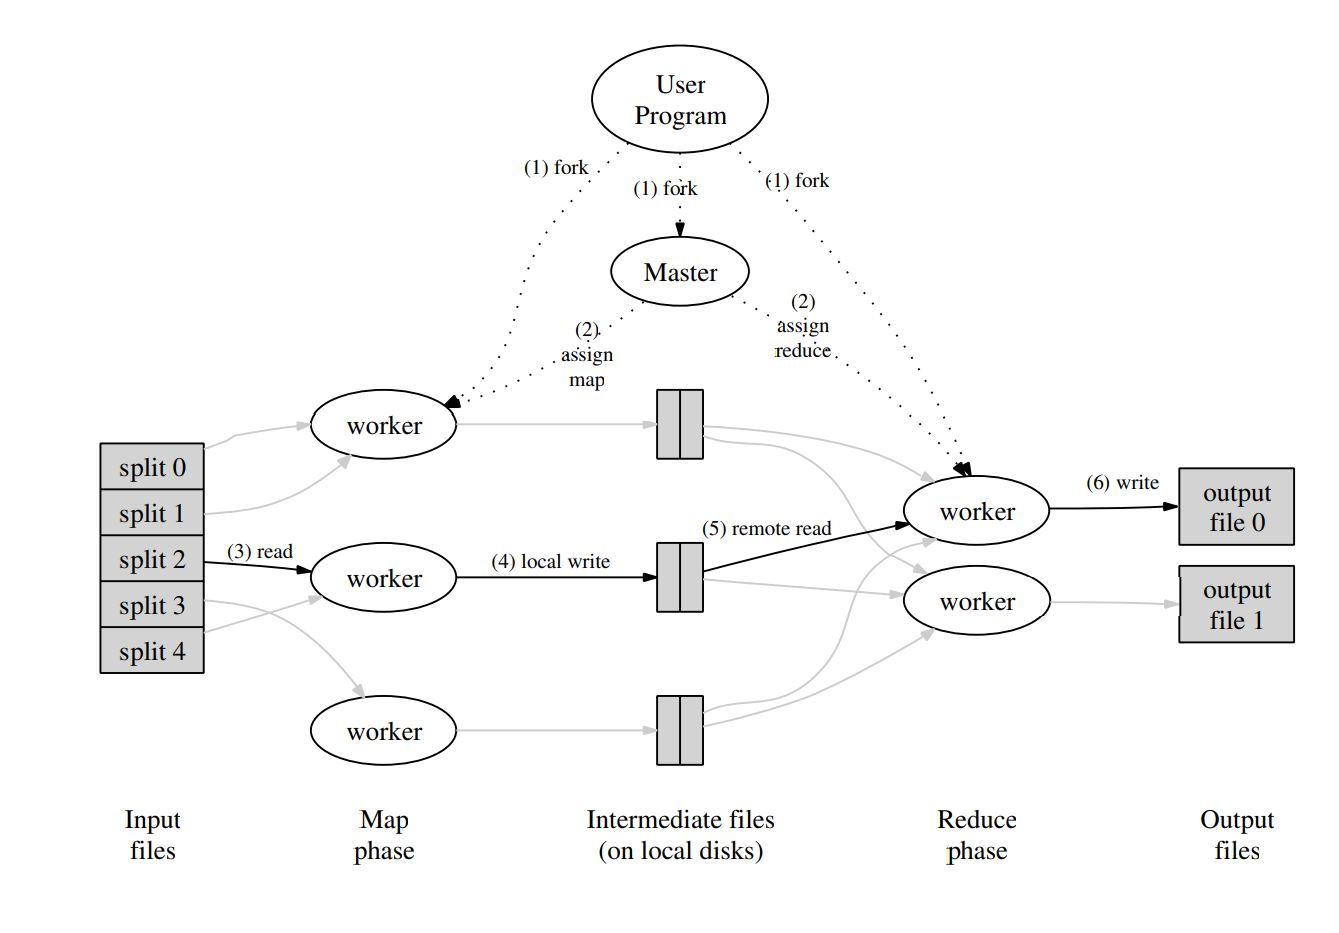 User
Program
(1) fork
(1) fork
(1) fork
Master
(2)
assign
map
(2)
assign
reduce
worker
split 0
split 1
split 2
split 3
split 4
(3) read
worker
(4) local write
(5) remote read
worker
(6) write
output
file 0
worker
output
file 1
worker
Input
files
Map
phase
Intermediate files
(on local disks)
Reduce
phase
Output
files